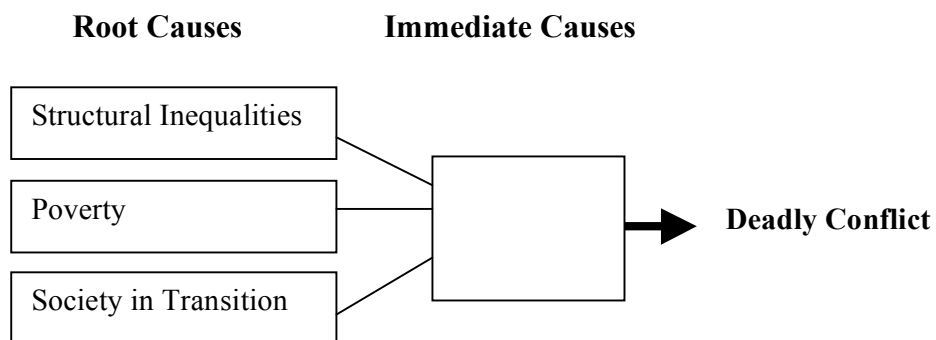 Root Causes
Immediate Causes
Structural Inequalities
Poverty
Society in Transition
Deadly Conflict